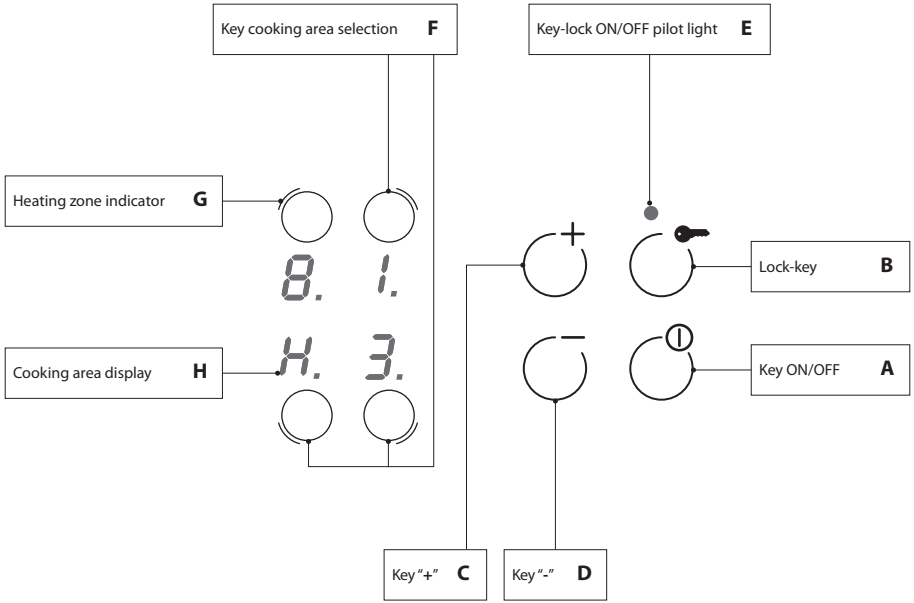 Key cooking area selection F
Key-lock ON/OFF pilot light E
Heating zone indicator G
8. 1.
Lock-key B
H. 3.
Cooking area display H
Key ON/OFF A
Key "+" C
Key "-" D